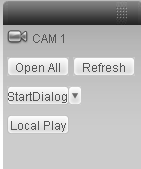 CAM 1
Open All Refresh
StartDialog
Local Play